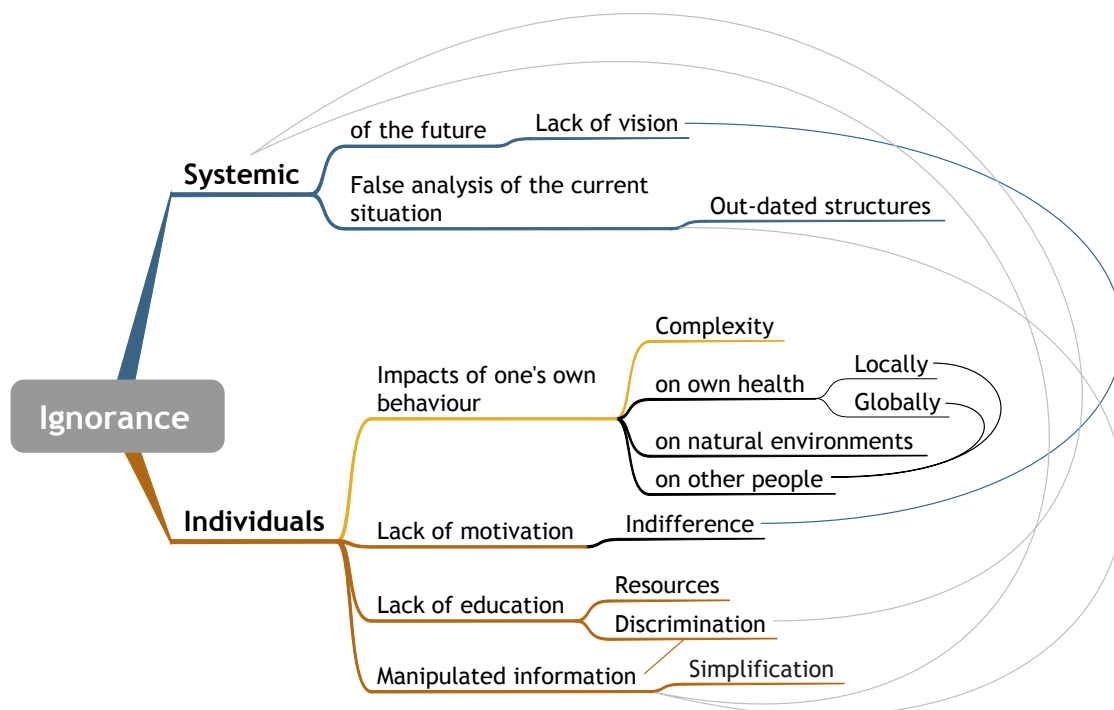 of the future
Lack of vision
Systemic
False analysis of the current
situation
Out-dated structures
Complexity
Impacts of one's own
behaviour
on own health
Locally
Globally
Ignorance
on natural environments
on other people
Individuals
Lack of motivation
Indifference
Lack of education
Resources
Discrimination
Manipulated information
Simplification